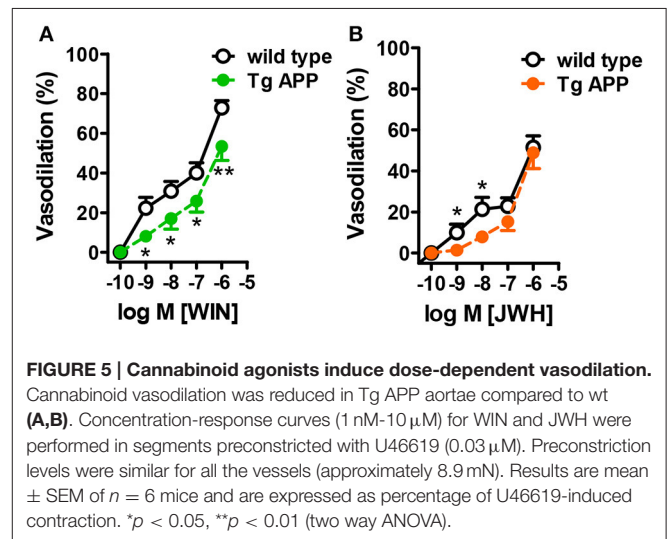 A
wild type
Tg APP
Vasodilation (%)
100
80
60
40
20
0
**
*
*
*
-10 -9 -8 -7 -6 -5
log M [WIN]
B
wild type
Tg APP
Vasodilation (%)
100
80
60
40
20
0
*
*
-10 -9 -8 -7 -6 -5
log M [JWH]
FIGURE 5 | Cannabinoid agonists induce dose-dependent vasodilation.
Cannabinoid vasodilation was reduced in Tg APP aortae compared to wt
(A,B). Concentration-response curves (1 nM-10 μM) for WIN and JWH were
performed in segments preconstricted with U46619 (0.03 μM). Preconstriction
levels were similar for all the vessels (approximately 8.9 mN). Results are mean
± SEM of n = 6 mice and are expressed as percentage of U46619-induced
contraction. *p < 0.05, **p < 0.01 (two way ANOVA).